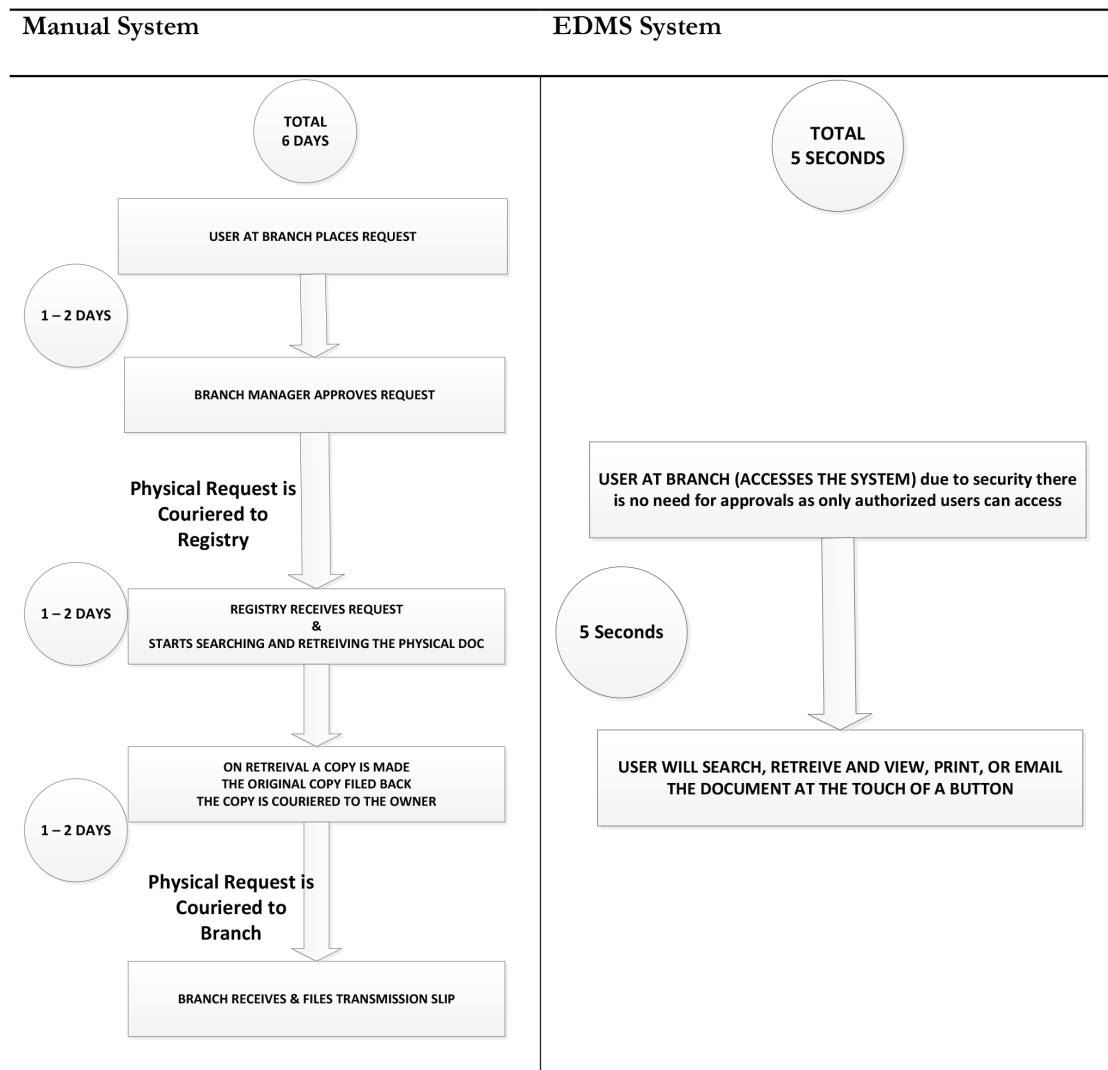 Manual System
EDMS System
TOTAL
6 DAYS
USER AT BRANCH PLACES REQUEST
1 – 2 DAYS
BRANCH MANAGER APPROVES REQUEST
Physical Request is
Couriered to
Registry
1 – 2 DAYS
REGISTRY RECEIVES REQUEST
&
STARTS SEARCHING AND RETREIVING THE PHYSICAL DOC
ON RETREIVAL A COPY IS MADE
THE ORIGINAL COPY FILED BACK
THE COPY IS COURIERED TO THE OWNER
1 – 2 DAYS
Physical Request is
Couriered to
Branch
BRANCH RECEIVES & FILES TRANSMISSION SLIP
TOTAL
5 SECONDS
USER AT BRANCH (ACCESSES THE SYSTEM) due to security there
is no need for approvals as only authorized users can access
5 Seconds
USER WILL SEARCH, RETREIVE AND VIEW, PRINT, OR EMAIL
THE DOCUMENT AT THE TOUCH OF A BUTTON